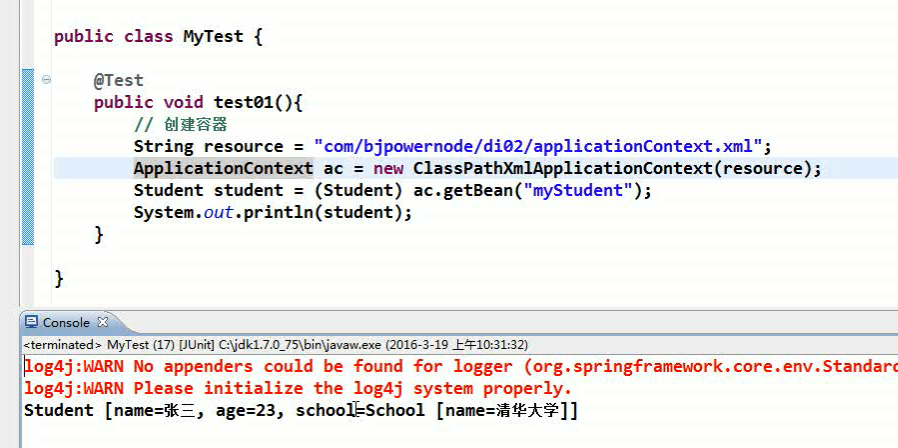 public class MyTest {
@Test
public void test01(){
// 创建容器
String resource = "com/bjpowernode/di02/applicationContext.xml";
ApplicationContext ac = new ClassPathXmlApplicationContext(resource);
Student student = (Student) ac.getBean("myStudent");
System.out.println(student);
}
}
Console
<terminated> MyTest (17) [JUnit] C:\jdk1.7.0_75\bin\javaw.exe (2016-3-19 上午10:31:32)
log4j:WARN No appenders could be found for logger (org.springframework.core.env.Standard
log4j:WARN Please initialize the log4j system properly.
Student [name=张三, age=23, school=School [name=清华大学]]